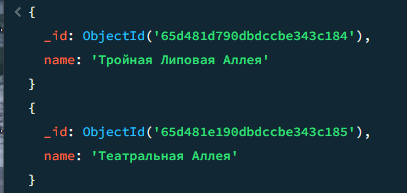 {
_id: ObjectId('65d481d790dbdccbe343c184'),
name: 'Тройная Липовая Аллея'
}
{
_id: ObjectId('65d481e190dbdccbe343c185'),
name: 'Театральная Аллея'
}